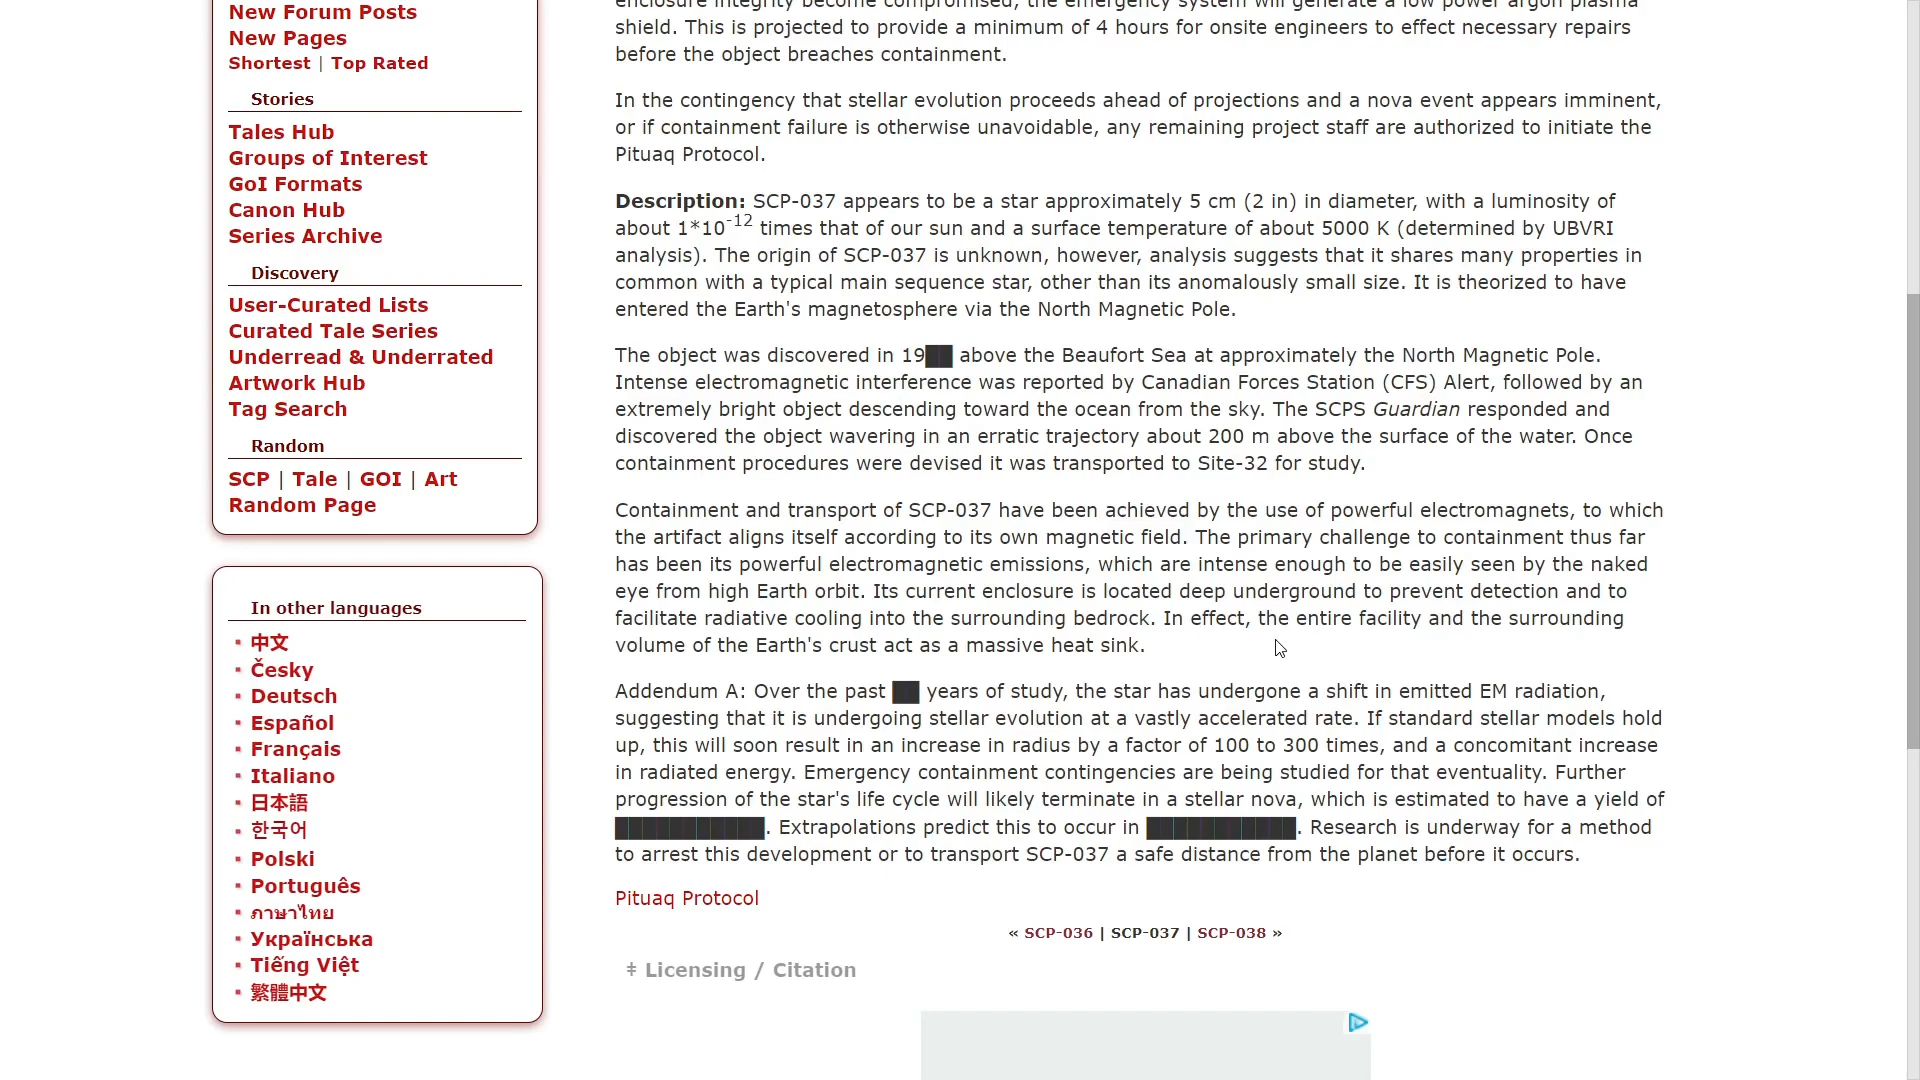 New Forum Posts
New Pages
Shortest | Top Rated
Stories
Tales Hub
Groups of Interest
GoI Formats
Canon Hub
Series Archive
Discovery
User-Curated Lists
Curated Tale Series
Underread & Underrated
Artwork Hub
Tag Search
Random
SCP | Tale | GOI | Art
Random Page
In other languages
中文
Česky
Deutsch
Español
Français
Italiano
日本語
한국어
Polski
Português
ภาษาไทย
Українська
Tiếng Việt
繁體中文
enclosure integrity become compromised, the emergency system will generate a low power argon plasma
shield. This is projected to provide a minimum of 4 hours for onsite engineers to effect necessary repairs
before the object breaches containment.
In the contingency that stellar evolution proceeds ahead of projections and a nova event appears imminent,
or if containment failure is otherwise unavoidable, any remaining project staff are authorized to initiate the
Pituaq Protocol.
Description: SCP-037 appears to be a star approximately 5 cm (2 in) in diameter, with a luminosity of
about 1*10-12 times that of our sun and a surface temperature of about 5000 K (determined by UBVRI
analysis). The origin of SCP-037 is unknown, however, analysis suggests that it shares many properties in
common with a typical main sequence star, other than its anomalously small size. It is theorized to have
entered the Earth's magnetosphere via the North Magnetic Pole.
The object was discovered in 19██ above the Beaufort Sea at approximately the North Magnetic Pole.
Intense electromagnetic interference was reported by Canadian Forces Station (CFS) Alert, followed by an
extremely bright object descending toward the ocean from the sky. The SCPS Guardian responded and
discovered the object wavering in an erratic trajectory about 200 m above the surface of the water. Once
containment procedures were devised it was transported to Site-32 for study.
Containment and transport of SCP-037 have been achieved by the use of powerful electromagnets, to which
the artifact aligns itself according to its own magnetic field. The primary challenge to containment thus far
has been its powerful electromagnetic emissions, which are intense enough to be easily seen by the naked
eye from high Earth orbit. Its current enclosure is located deep underground to prevent detection and to
facilitate radiative cooling into the surrounding bedrock. In effect, the entire facility and the surrounding
volume of the Earth's crust act as a massive heat sink.
Addendum A: Over the past ██ years of study, the star has undergone a shift in emitted EM radiation,
suggesting that it is undergoing stellar evolution at a vastly accelerated rate. If standard stellar models hold
up, this will soon result in an increase in radius by a factor of 100 to 300 times, and a concomitant increase
in radiated energy. Emergency containment contingencies are being studied for that eventuality. Further
progression of the star's life cycle will likely terminate in a stellar nova, which is estimated to have a yield of
███████████. Extrapolations predict this to occur in ███████████. Research is underway for a method
to arrest this development or to transport SCP-037 a safe distance from the planet before it occurs.
Pituaq Protocol
« SCP-036 | SCP-037 | SCP-038 »
‡ Licensing / Citation